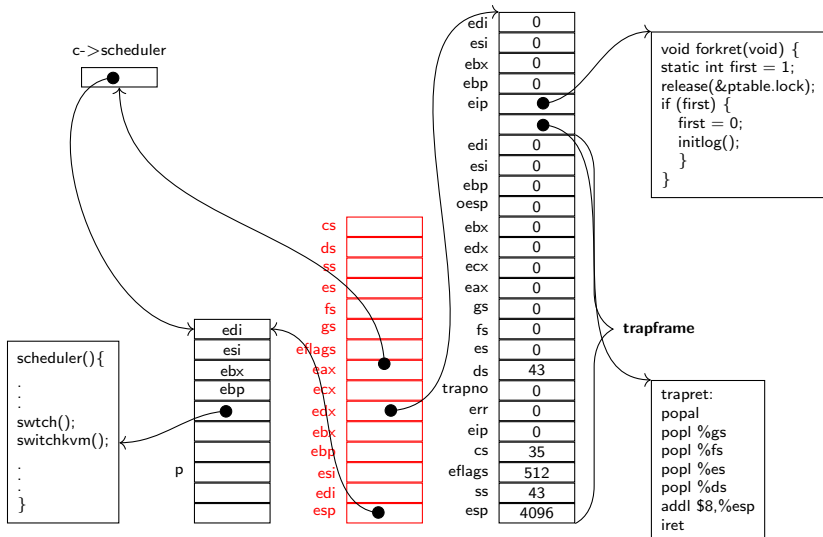 c->scheduler
scheduler(){
.
.
.
swtch();
switchkvm();
.
.
.
}
edi
esi
ebx
ebp
p
cs
ds
ss
es
fs
gs
eflags
eax
ecx
edx
ebx
ebp
esi
edi
esp
edi 0
esi 0
ebx 0
ebp 0
eip
edi 0
esi 0
ebp 0
oesp 0
ebx 0
edx 0
ecx 0
eax 0
gs 0
fs 0
es 0
ds 43
trapno 0
err 0
eip 0
cs 35
eflags 512
ss 43
esp 4096
void forkret(void) {
static int first = 1;
release(&ptable.lock);
if (first) {
first = 0;
initlog();
}
}
trapframe
trapret:
popal
popl %gs
popl %fs
popl %es
popl %ds
addl $8,%esp
iret